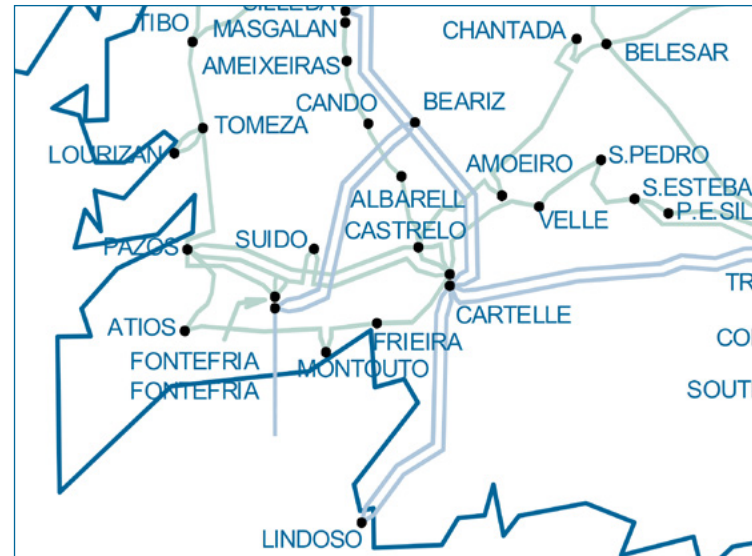 TIBO
MASGALAN
CHANTADA
BELESAR
AMEIXEIRAS
CANDO
BEARIZ
TOMEZA
LOURIZAN
AMOEIRO
S.PEDRO
ALBARELL
S.ESTEBA
VELLE
P.E.SIL
PAZOS
SUIDO
CASTRELO
TR
CARTELLE
ATIOS
FRIEIRA
CO
FONTEFRIA
MONTOUTO
FONTEFRIA
SOUT
LINDOSO